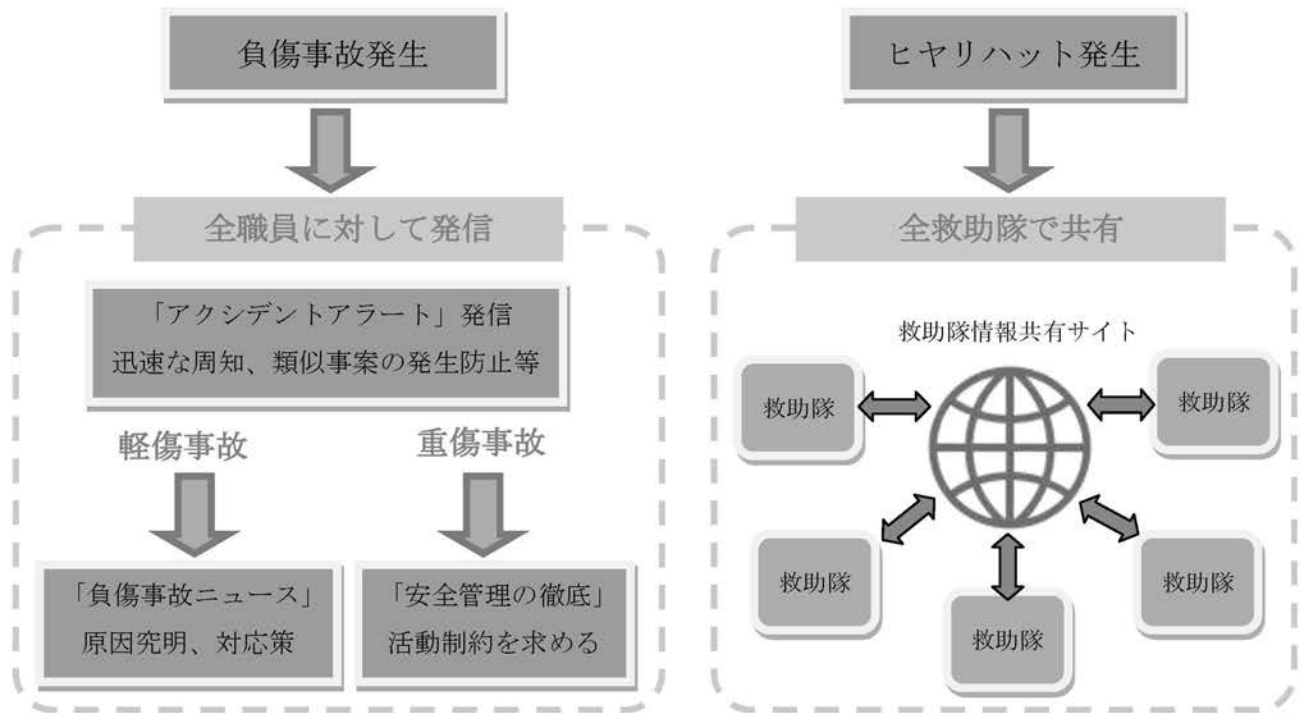 負傷事故発生
全職員に対して発信
「アクシデントアラート」発信
迅速な周知、類似事案の発生防止等
軽傷事故
重傷事故
「負傷事故ニュース」
原因究明、対応策
「安全管理の徹底」
活動制約を求める
ヒヤリハット発生
全救助隊で共有
救助隊情報共有サイト
救助隊
救助隊
救助隊
救助隊
救助隊